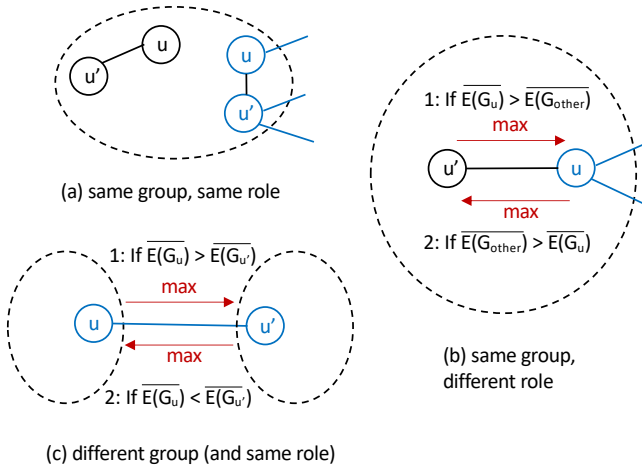 u
u'
u
u'
(a) same group, same role
1: If E(G_u) > E(G_other)
max
u'
u
max
2: If E(G_other) > E(G_u)
(b) same group,
different role
1: If E(G_u) > E(G_u')
max
u
u'
max
2: If E(G_u) < E(G_u')
(c) different group (and same role)